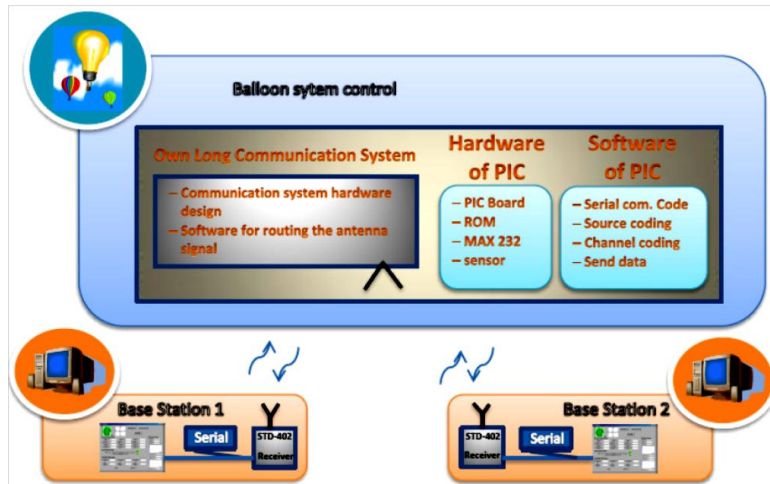 Balloon sytem control
Own Long Communication System
– Communication system hardware
design
– Software for routing the antenna
signal
Hardware
of PIC
– PIC Board
– ROM
– MAX 232
– sensor
Software
of PIC
– Serial com. Code
– Source coding
– Channel coding
– Send data
Base Station 1
Serial
STD-402
Receiver
Base Station 2
STD-402
Receiver
Serial